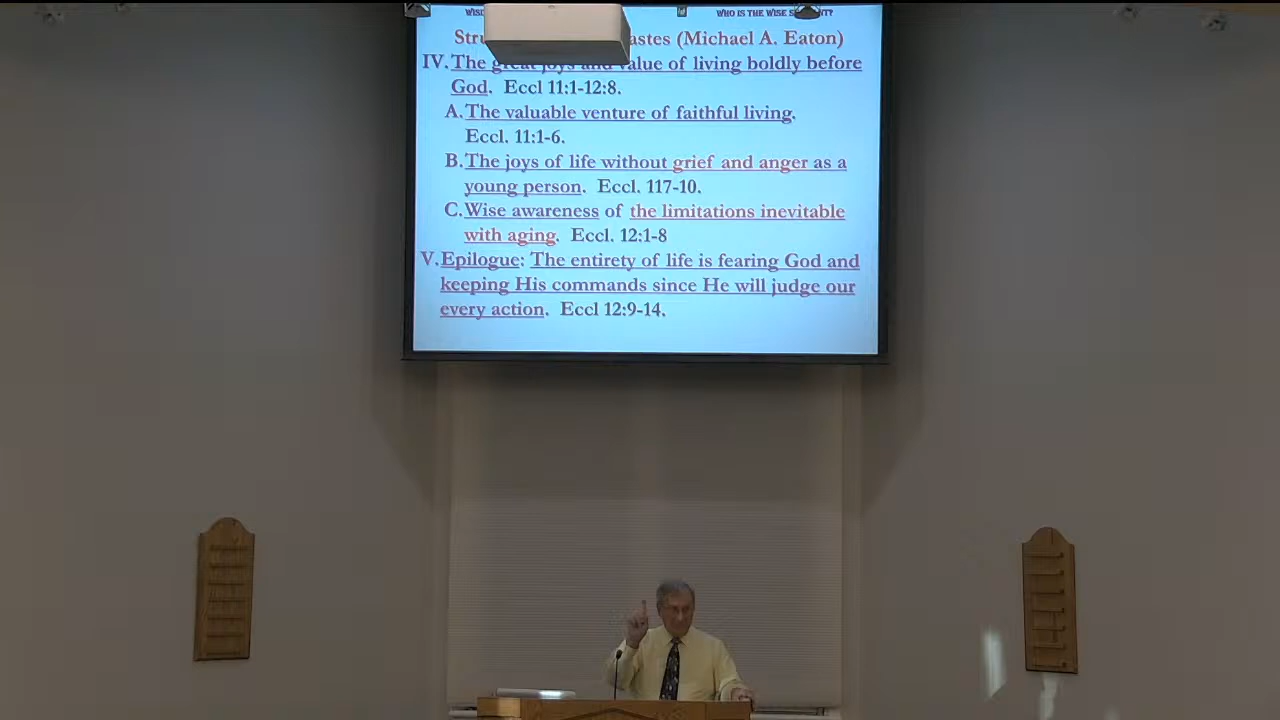 WHO IS THE WISE
(Michael A. Eaton)
IV. The great joys and value of living boldly before
God. Eccl 11:1-12:8.
A. The valuable venture of faithful living.
Eccl. 11:1-6.
B. The joys of life without grief and anger as a
young person. Eccl. 117-10.
C. Wise awareness of the limitations inevitable
with aging. Eccl. 12:1-8
V. Epilogue: The entirety of life is fearing God and
keeping His commands since He will judge our
every action. Eccl 12:9-14.